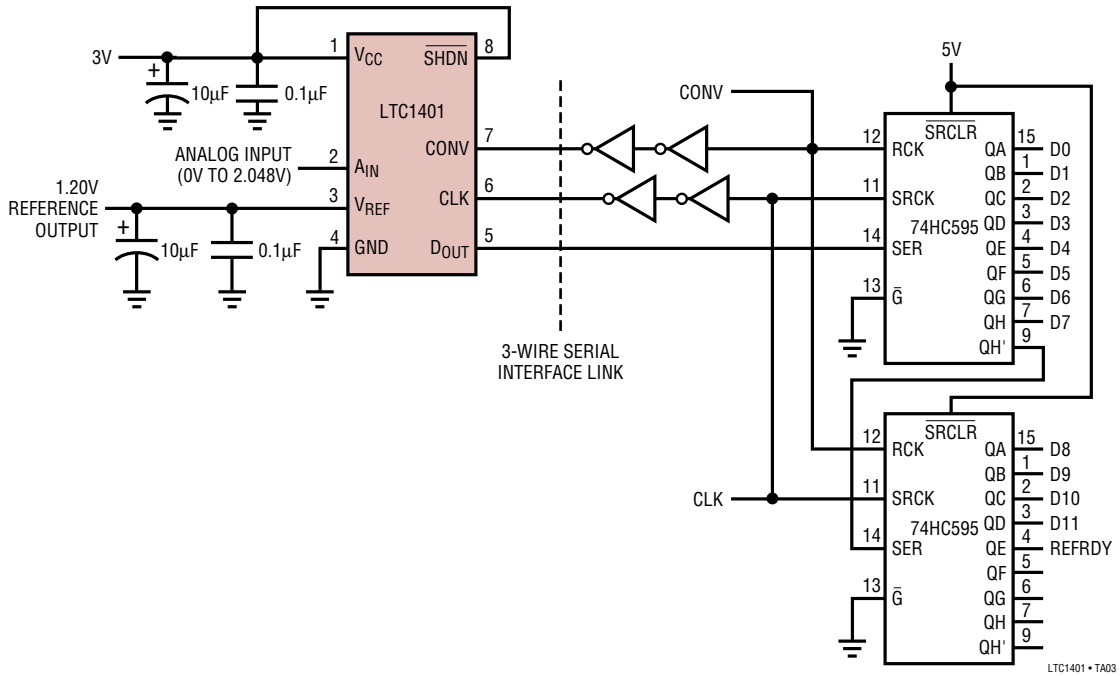 3V
+
10µF
0.1µF
1
VCC
SHDN
8
LTC1401
ANALOG INPUT
(0V TO 2.048V)
2
AIN
CONV
7
1.20V
REFERENCE
OUTPUT
3
VREF
CLK
6
+
10µF
0.1µF
4
GND
DOUT
5
3-WIRE SERIAL
INTERFACE LINK
CONV
CLK
5V
SRCLR
12
RCK
11
SRCK
14
SER
13
G
74HC595
QA 15 D0
QB 1 D1
QC 2 D2
QD 3 D3
QE 4 D4
QF 5 D5
QG 6 D6
QH 7 D7
QH' 9
SRCLR
12
RCK
11
SRCK
14
SER
13
G
74HC595
QA 15 D8
QB 1 D9
QC 2 D10
QD 3 D11
QE 4 REFRDY
QF 5
QG 6
QH 7
QH' 9
LTC1401 • TA03